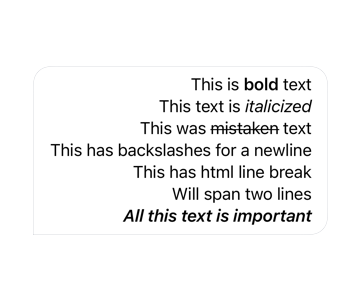 This is bold text
This text is italicized
This was mistaken text
This has backslashes for a newline
This has html line break
Will span two lines
All this text is important